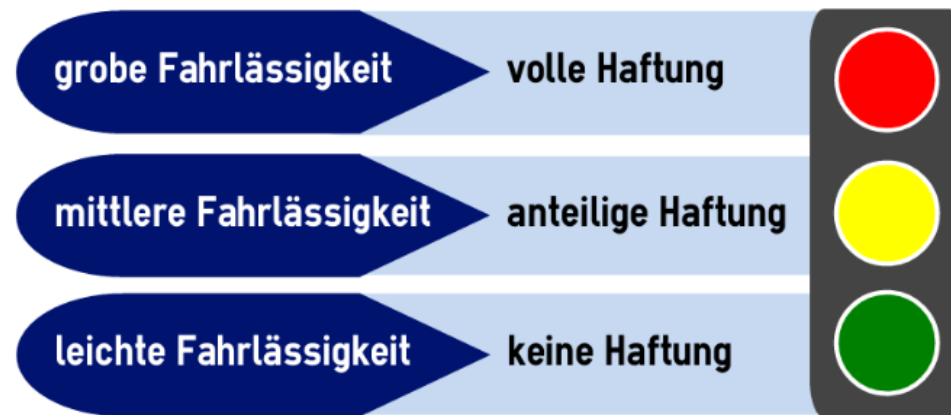 grobe Fahrlässigkeit volle Haftung
mittlere Fahrlässigkeit anteilige Haftung
leichte Fahrlässigkeit keine Haftung